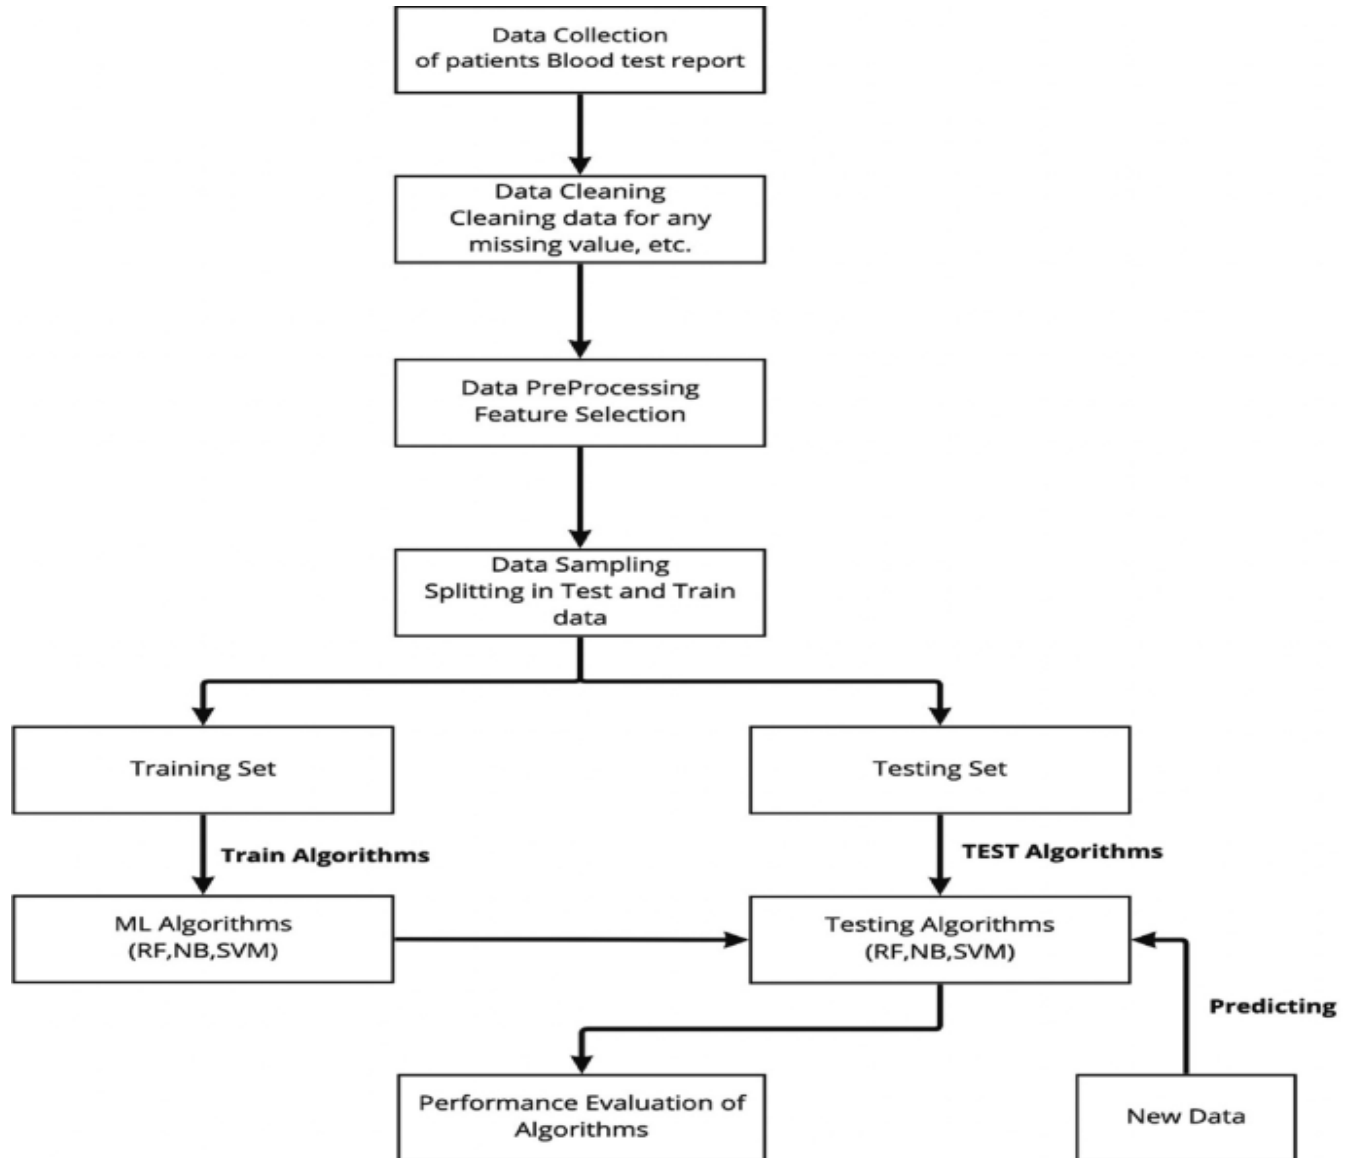 Data Collection
of patients Blood test report
Data Cleaning
Cleaning data for any
missing value, etc.
Data PreProcessing
Feature Selection
Data Sampling
Splitting in Test and Train
data
Training Set
Testing Set
Train Algorithms
TEST Algorithms
ML Algorithms
(RF,NB,SVM)
Testing Algorithms
(RF,NB,SVM)
Predicting
Performance Evaluation of
Algorithms
New Data